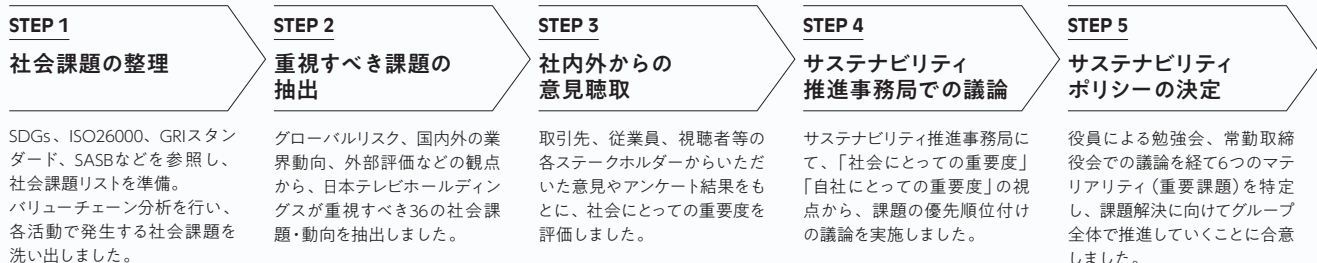 STEP 1
社会課題の整理
SDGs、ISO26000、GRIスタン
ダード、SASBなどを参照し、
社会課題リストを準備。
バリューチェーン分析を行い、
各活動で発生する社会課題を
洗い出しました。
STEP 2
重視すべき課題の
抽出
グローバルリスク、国内外の業
界動向、外部評価などの観点
から、日本テレビホールディン
グスが重視すべき36の社会課
題・動向を抽出しました。
STEP 3
社内外からの
意見聴取
取引先、従業員、視聴者等の
各ステークホルダーからいただ
いた意見やアンケート結果をも
とに、社会にとっての重要度を
評価しました。
STEP 4
サステナビリティ
推進事務局での議論
サステナビリティ推進事務局に
て、「社会にとっての重要度」
「自社にとっての重要度」の視
点から、課題の優先順位付け
の議論を実施しました。
STEP 5
サステナビリティ
ポリシーの決定
役員による勉強会、常勤取締
役会での議論を経て6つのマテ
リアリティ（重要課題）を特定
し、課題解決に向けてグループ
全体で推進していくことに合意
しました。